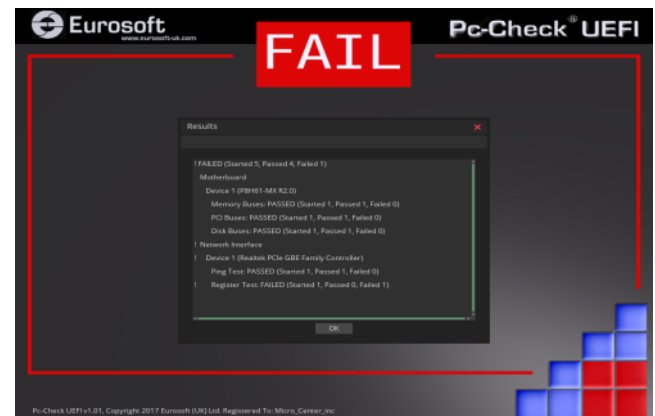 Eurosoft
www.eurosoft-uk.com
FAIL
Pc-Check® UEFI
Results
! FAILED (Started 5, Passed 4, Failed 1)
Motherboard
Device 1 (P8H61-MX R2.0)
Memory Buses: PASSED (Started 1, Passed 1, Failed 0)
PCI Buses: PASSED (Started 1, Passed 1, Failed 0)
Disk Buses: PASSED (Started 1, Passed 1, Failed 0)
! Network Interface
! Device 1 (Realtek PCIe GBE Family Controller)
Ping Test: PASSED (Started 1, Passed 1, Failed 0)
! Register Test: FAILED (Started 1, Passed 0, Failed 1)
OK
Pc-Check UEFI v1.01, Copyright 2017 Eurosoft (UK) Ltd. Registered To: Micro_Center_Inc